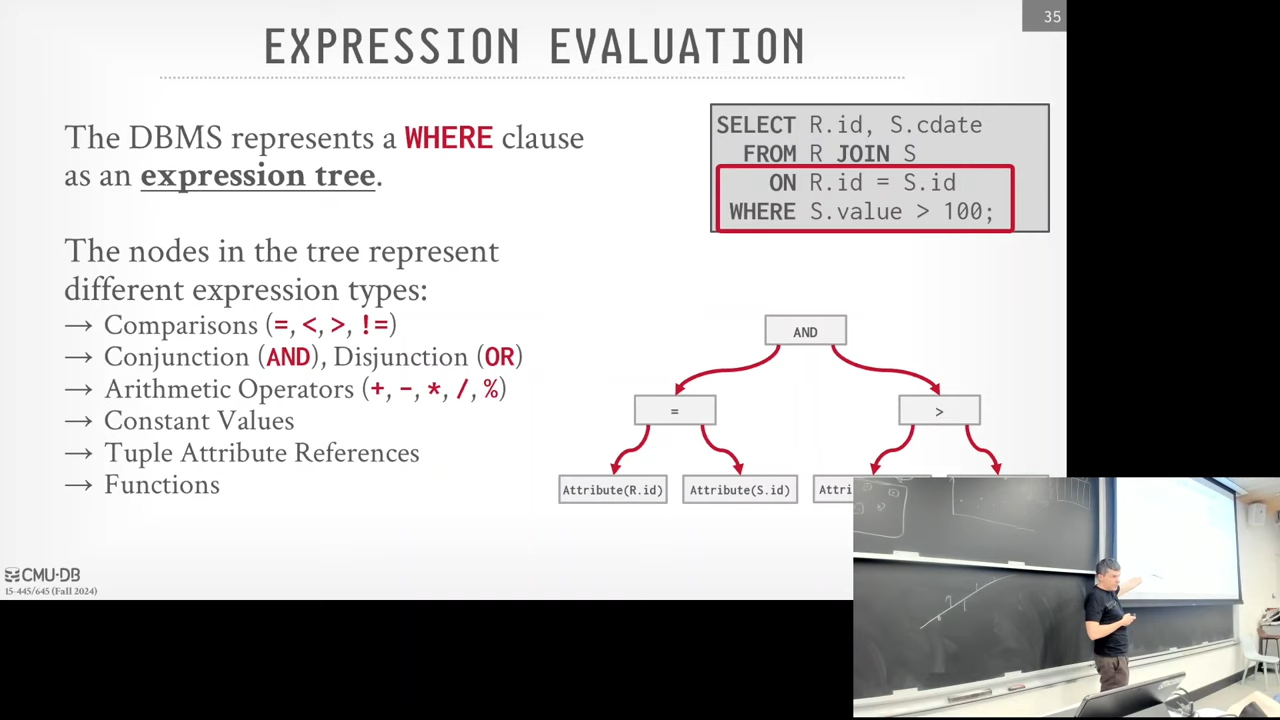 35
EXPRESSION EVALUATION
The DBMS represents a WHERE clause
as an expression tree.
The nodes in the tree represent
different expression types:
→ Comparisons (=, <, >, !=)
→ Conjunction (AND), Disjunction (OR)
→ Arithmetic Operators (+, -, *, /, %)
→ Constant Values
→ Tuple Attribute References
→ Functions
SELECT R.id, S.cdate
FROM R JOIN S
ON R.id = S.id
WHERE S.value > 100;
AND
= >
Attribute(R.id) Attribute(S.id) Attri
CMU·DB
15-445/645 (Fall 2024)